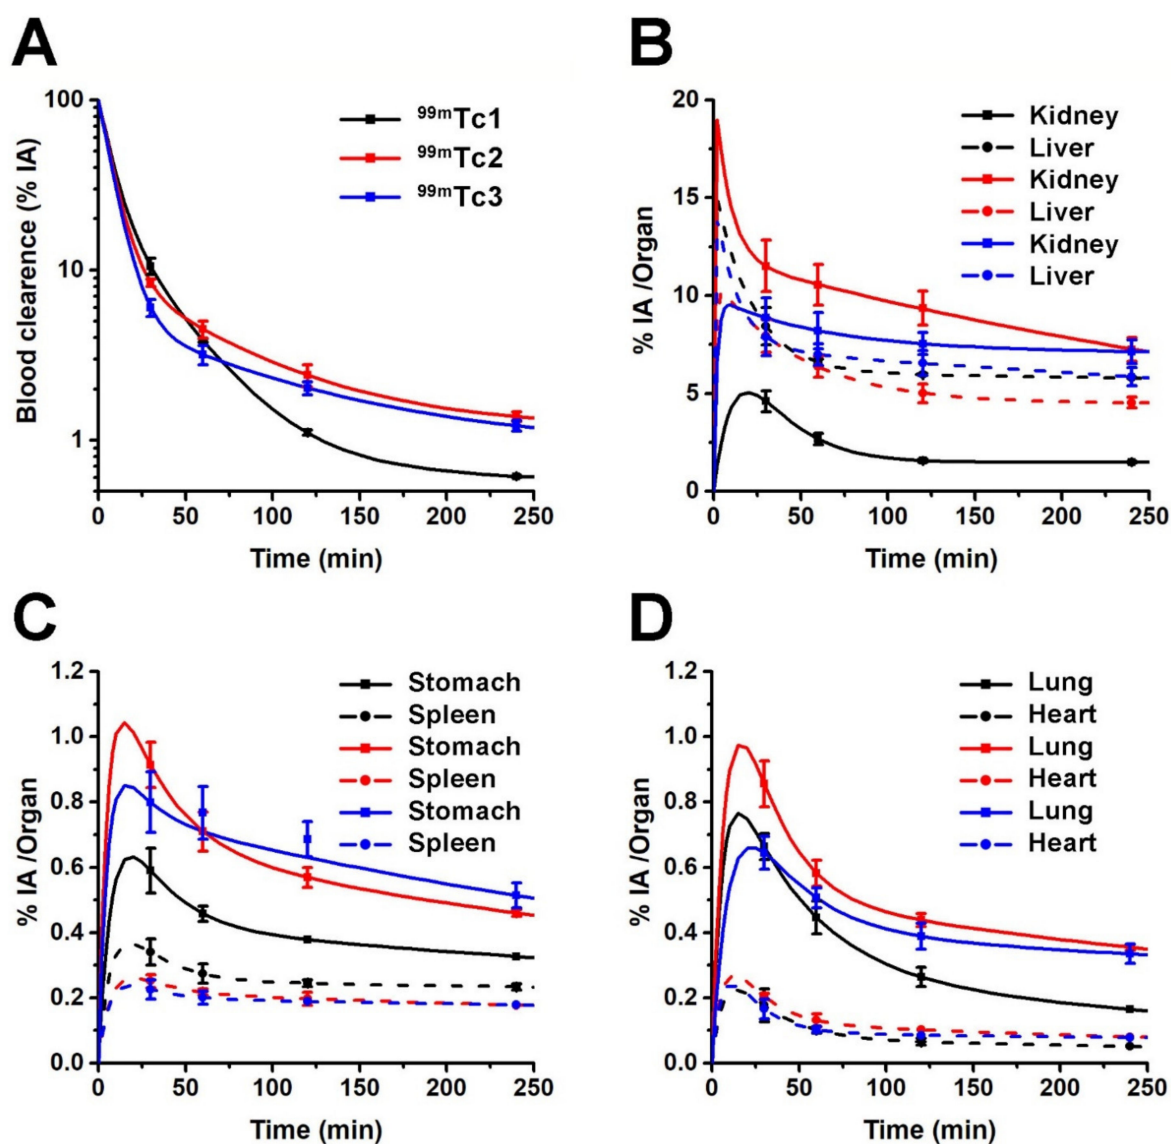 A
B
100
10
1
Blood clearence (% IA)
0 50 100 150 200 250
Time (min)
99mTc1
99mTc2
99mTc3
20
15
10
5
0
% IA /Organ
0 50 100 150 200 250
Time (min)
Kidney
Liver
Kidney
Liver
Kidney
Liver
C
D
1.2
1.0
0.8
0.6
0.4
0.2
0.0
% IA /Organ
0 50 100 150 200 250
Time (min)
Stomach
Spleen
Stomach
Spleen
Stomach
Spleen
1.2
1.0
0.8
0.6
0.4
0.2
0.0
% IA /Organ
0 50 100 150 200 250
Time (min)
Lung
Heart
Lung
Heart
Lung
Heart